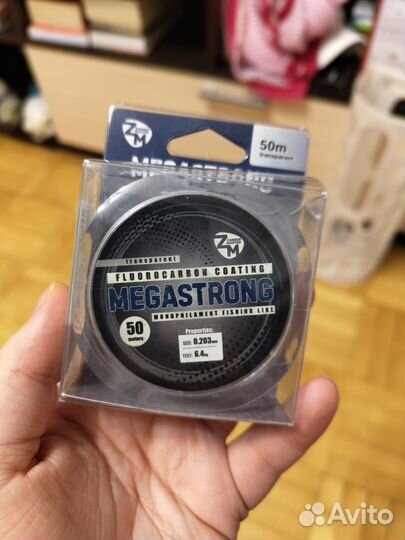 ZM
50m
transparent
MEGASTRONG
ZM
transparent
FLUOROCARBON COATING
MEGASTRONG
MONOPHILAMENT FISHING LINE
50
meters
Properties:
SIZE: 0.203mm
TEST: 6.4kg
Avito